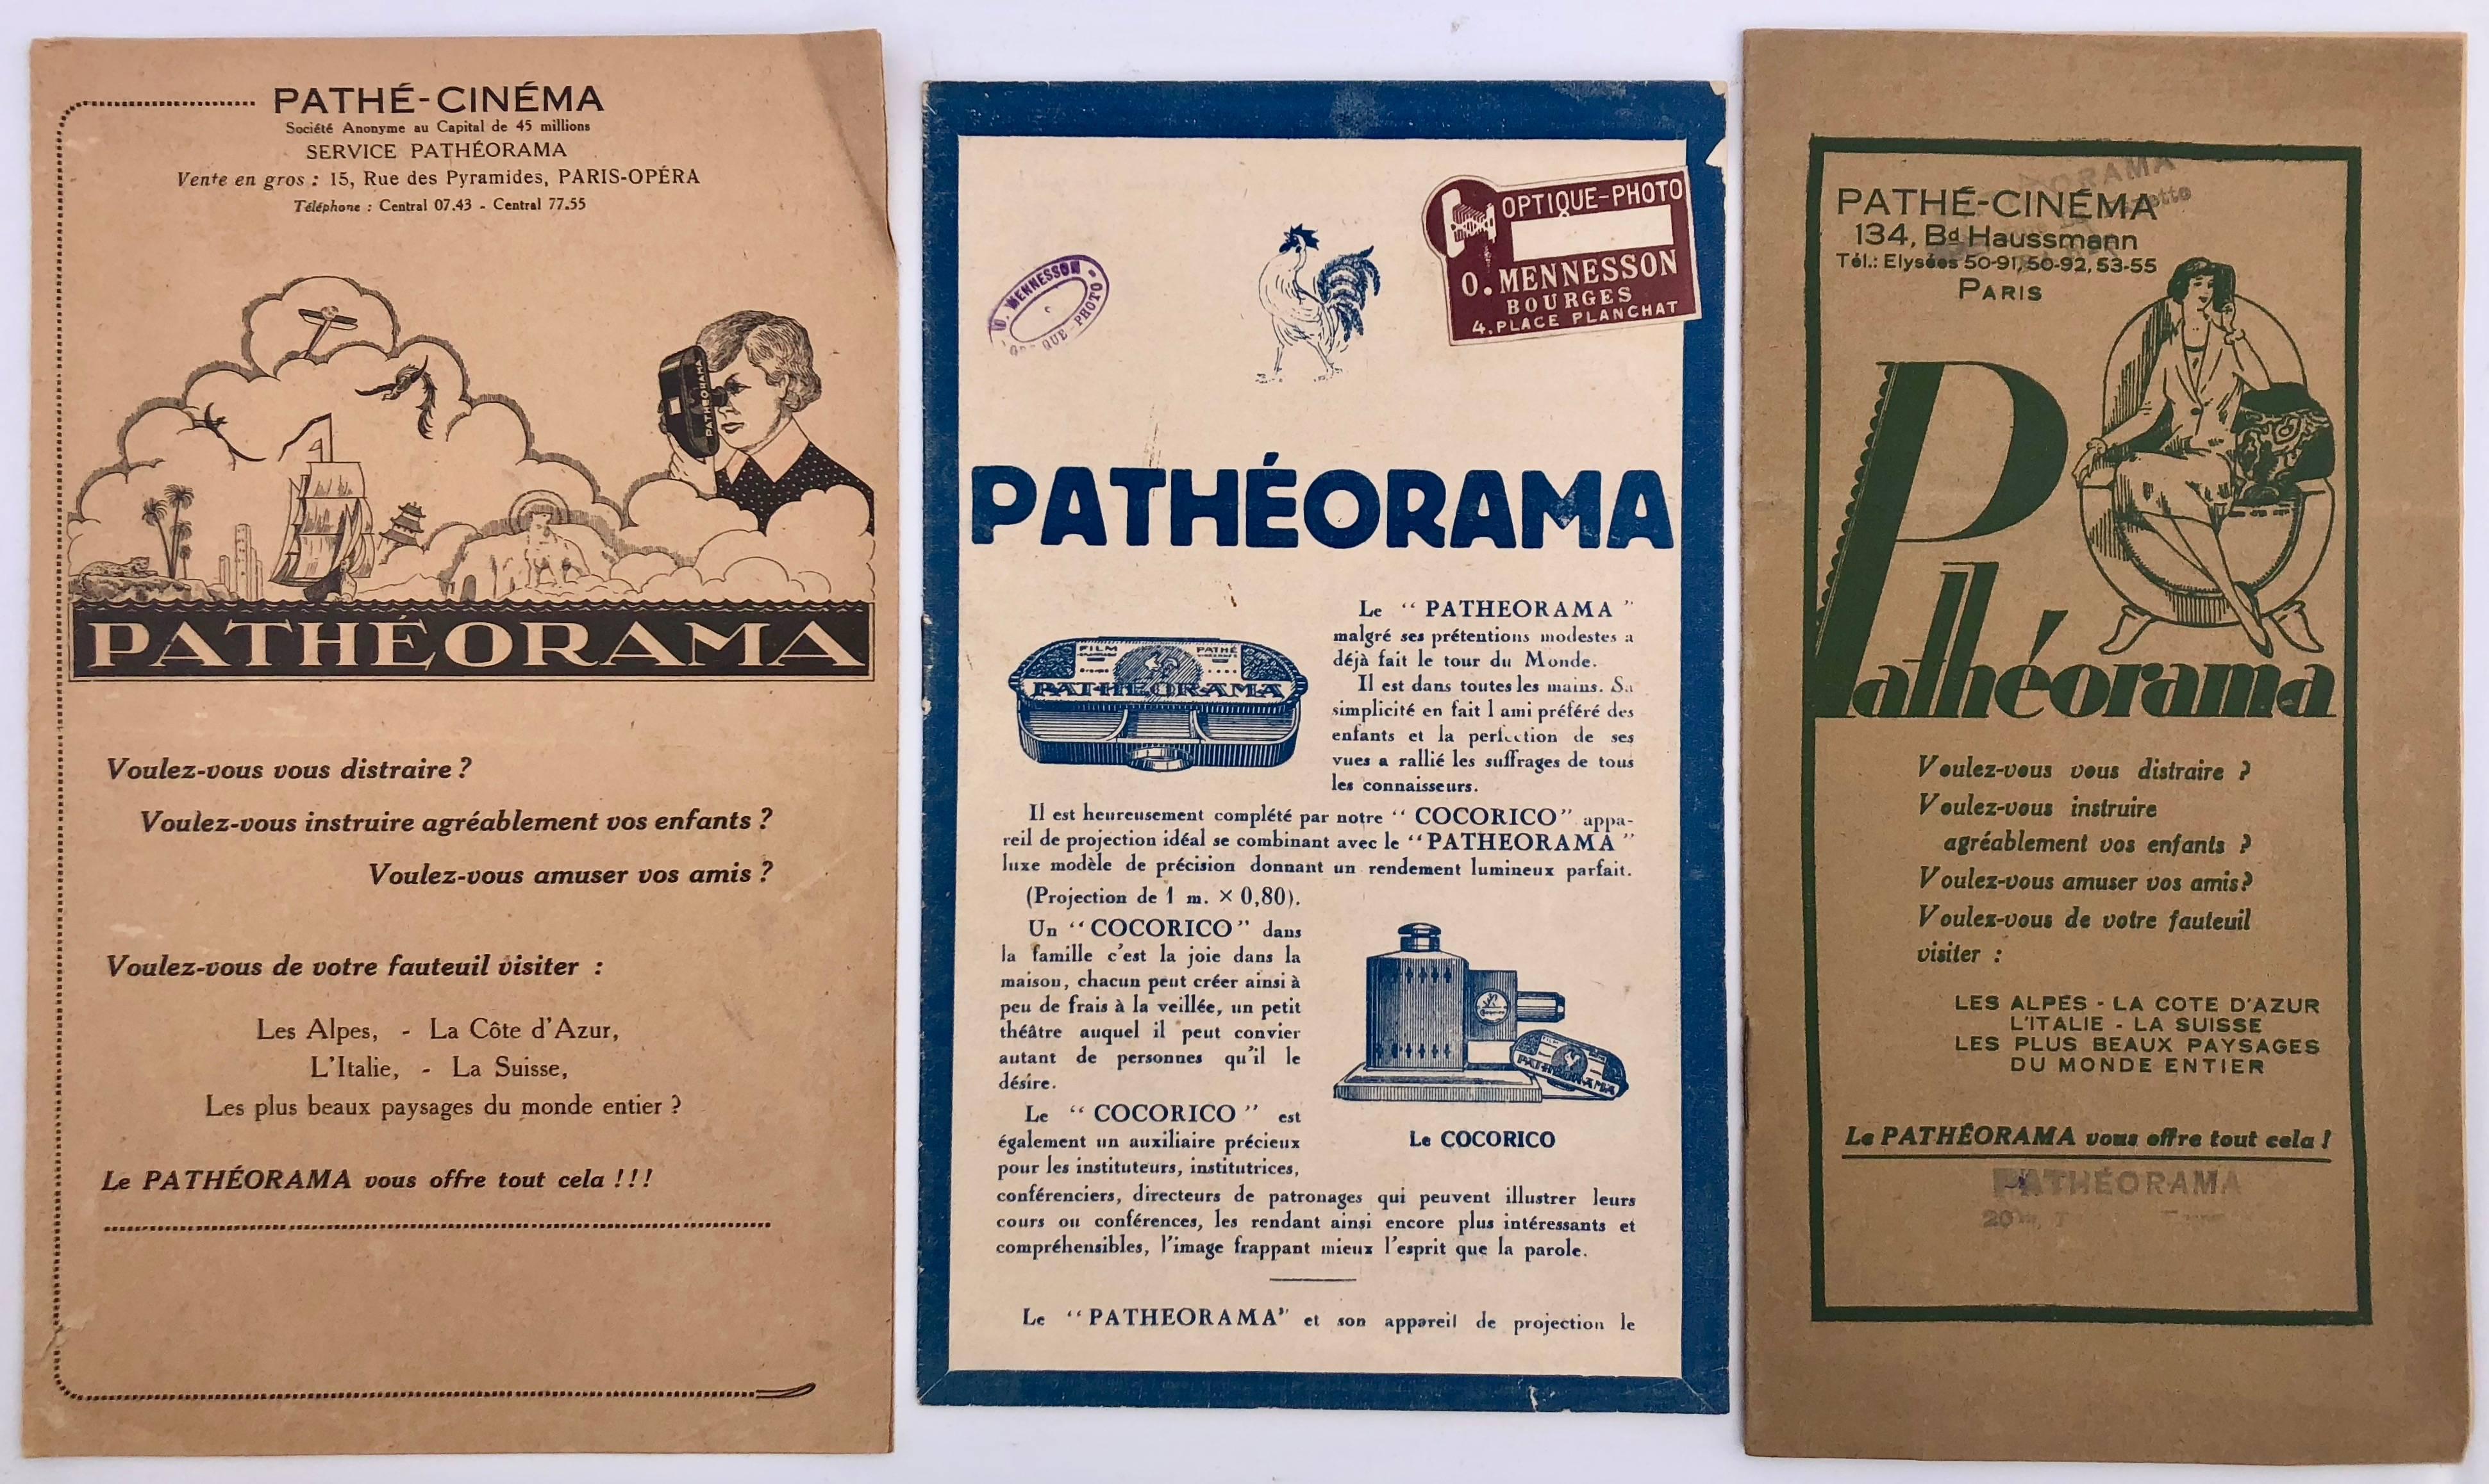 PATHÉ-CINÉMA
Société Anonyme au Capital de 45 millions
SERVICE PATHÉORAMA
Vente en gros : 15, Rue des Pyramides, PARIS-OPÉRA
Téléphone : Central 07.43 - Central 77.55
PATHEORAMA
PATHÉORAMA
Voulez-vous vous distraire ?
Voulez-vous instruire agréablement vos enfants ?
Voulez-vous amuser vos amis ?
Voulez-vous de votre fauteuil visiter :
Les Alpes, - La Côte d'Azur,
L'Italie, - La Suisse,
Les plus beaux paysages du monde entier ?
Le PATHÉORAMA vous offre tout cela !!!
O. MENNESSON
QUE-PHOTO
OPTIQUE-PHOTO
O. MENNESSON
BOURGES
4. PLACE PLANCHAT
PATHÉORAMA
FILM PATHÉ
PATHEORAMA
Le “ PATHEORAMA ”
malgré ses prétentions modestes a
déjà fait le tour du Monde.
Il est dans toutes les mains. Sa
simplicité en fait l ami préféré des
enfants et la perfection de ses
vues a rallié les suffrages de tous
les connaisseurs.
Il est heureusement complété par notre “ COCORICO ” appa-
reil de projection idéal se combinant avec le “ PATHEORAMA ”
luxe modèle de précision donnant un rendement lumineux parfait.
(Projection de 1 m. × 0,80).
Un “ COCORICO ” dans
la famille c'est la joie dans la
maison, chacun peut créer ainsi à
peu de frais à la veillée, un petit
théâtre auquel il peut convier
autant de personnes qu'il le
désire.
Le “ COCORICO ” est
également un auxiliaire précieux
pour les instituteurs, institutrices,
PATHEORAMA
Le COCORICO
conférenciers, directeurs de patronages qui peuvent illustrer leurs
cours ou conférences, les rendant ainsi encore plus intéressants et
compréhensibles, l'image frappant mieux l'esprit que la parole.
Le “ PATHEORAMA” et son appareil de projection le
ORAMA
PATHÉ-CINÉMA
134, Bd Haussmann
Tél.: Elysées 50-91, 50-92, 53-55
PARIS
Pathéorama
Voulez-vous vous distraire ?
Voulez-vous instruire
agréablement vos enfants ?
Voulez-vous amuser vos amis?
Voulez-vous de votre fauteuil
visiter :
LES ALPES - LA COTE D'AZUR
L'ITALIE - LA SUISSE
LES PLUS BEAUX PAYSAGES
DU MONDE ENTIER
Le PATHÉORAMA vous offre tout cela !
PATHÉORAMA